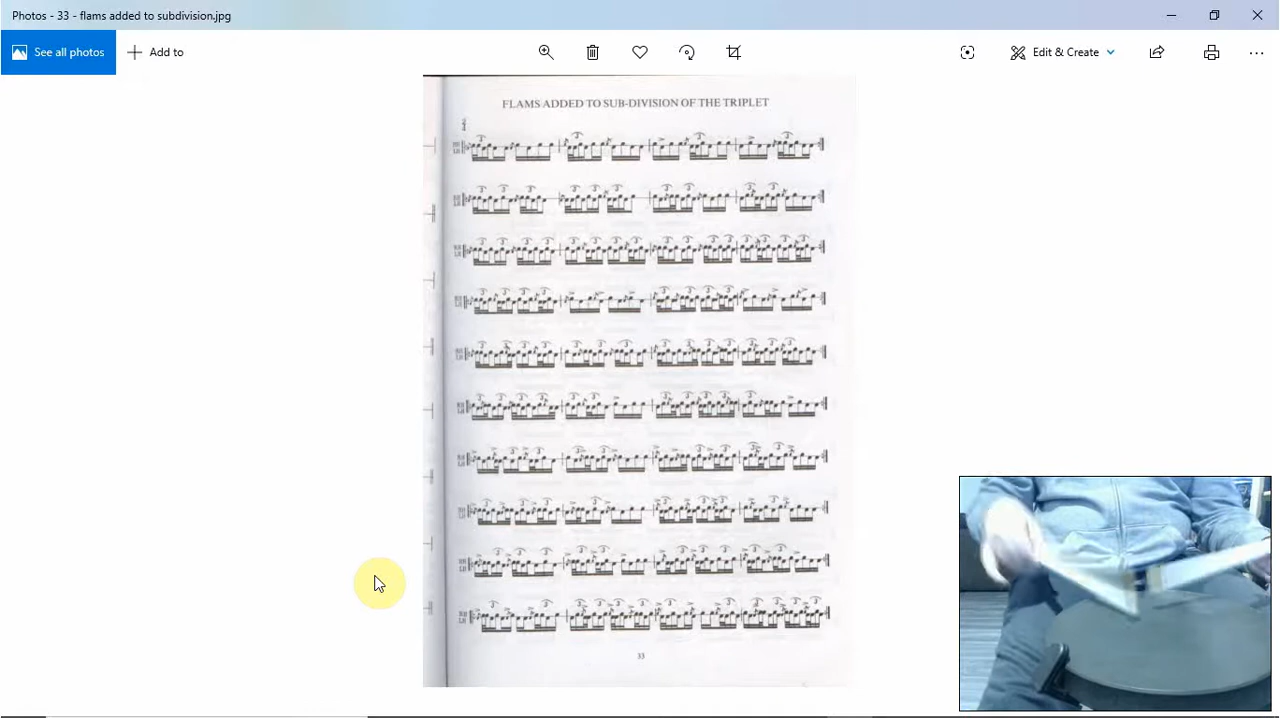 Photos - 33 - flams added to subdivision.jpg
See all photos
Add to
Edit & Create
FLAMS ADDED TO SUB-DIVISION OF THE TRIPLET
33